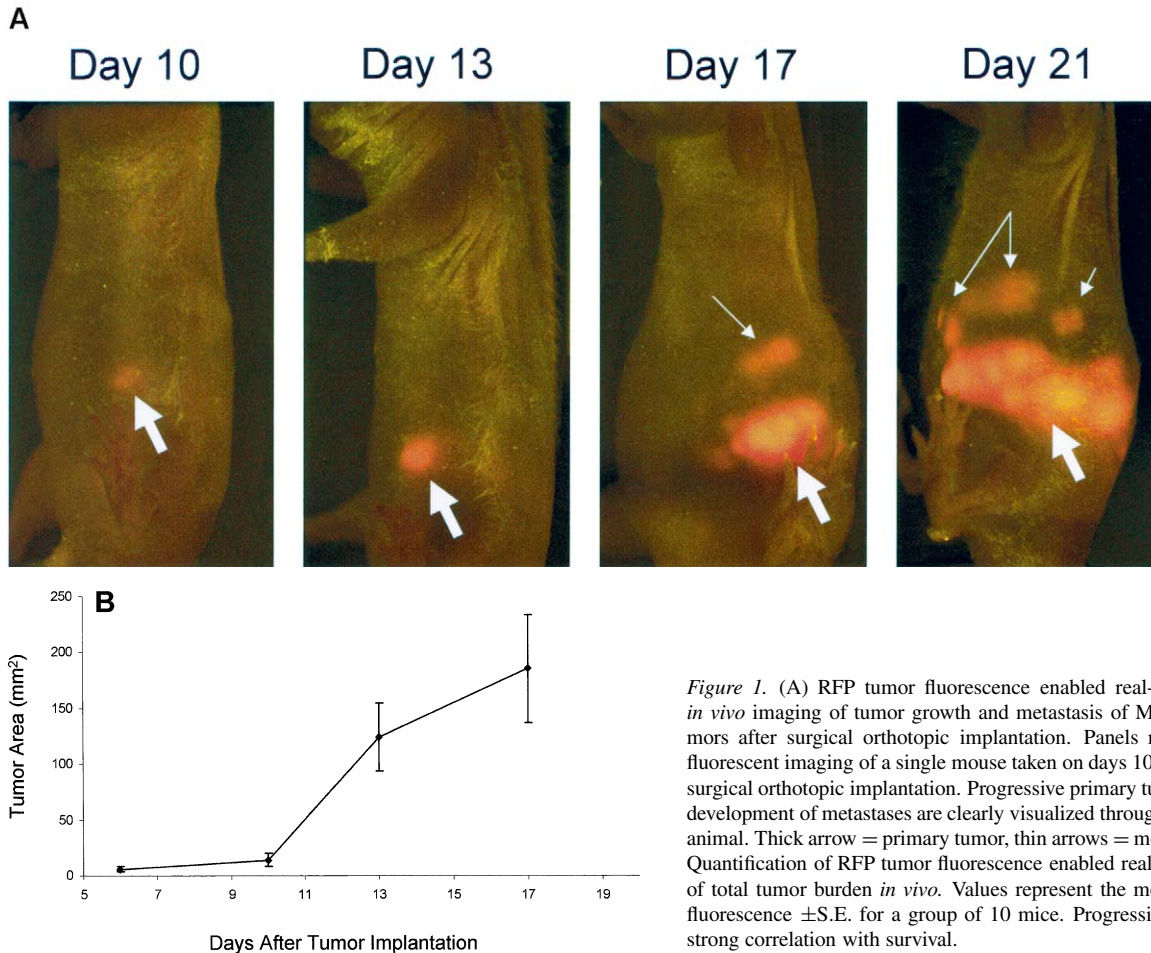 A
Day 10
Day 13
Day 17
Day 21
B
250
200
150
100
50
0
Tumor Area (mm²)
5 7 9 11 13 15 17 19
Days After Tumor Implantation
Figure 1. (A) RFP tumor fluorescence enabled real-
in vivo imaging of tumor growth and metastasis of M
mors after surgical orthotopic implantation. Panels
fluorescent imaging of a single mouse taken on days 10
surgical orthotopic implantation. Progressive primary
development of metastases are clearly visualized
animal. Thick arrow = primary tumor, thin arrows =
Quantification of RFP tumor fluorescence enabled
of total tumor burden in vivo. Values represent the
fluorescence ±S.E. for a group of 10 mice.
strong correlation with survival.